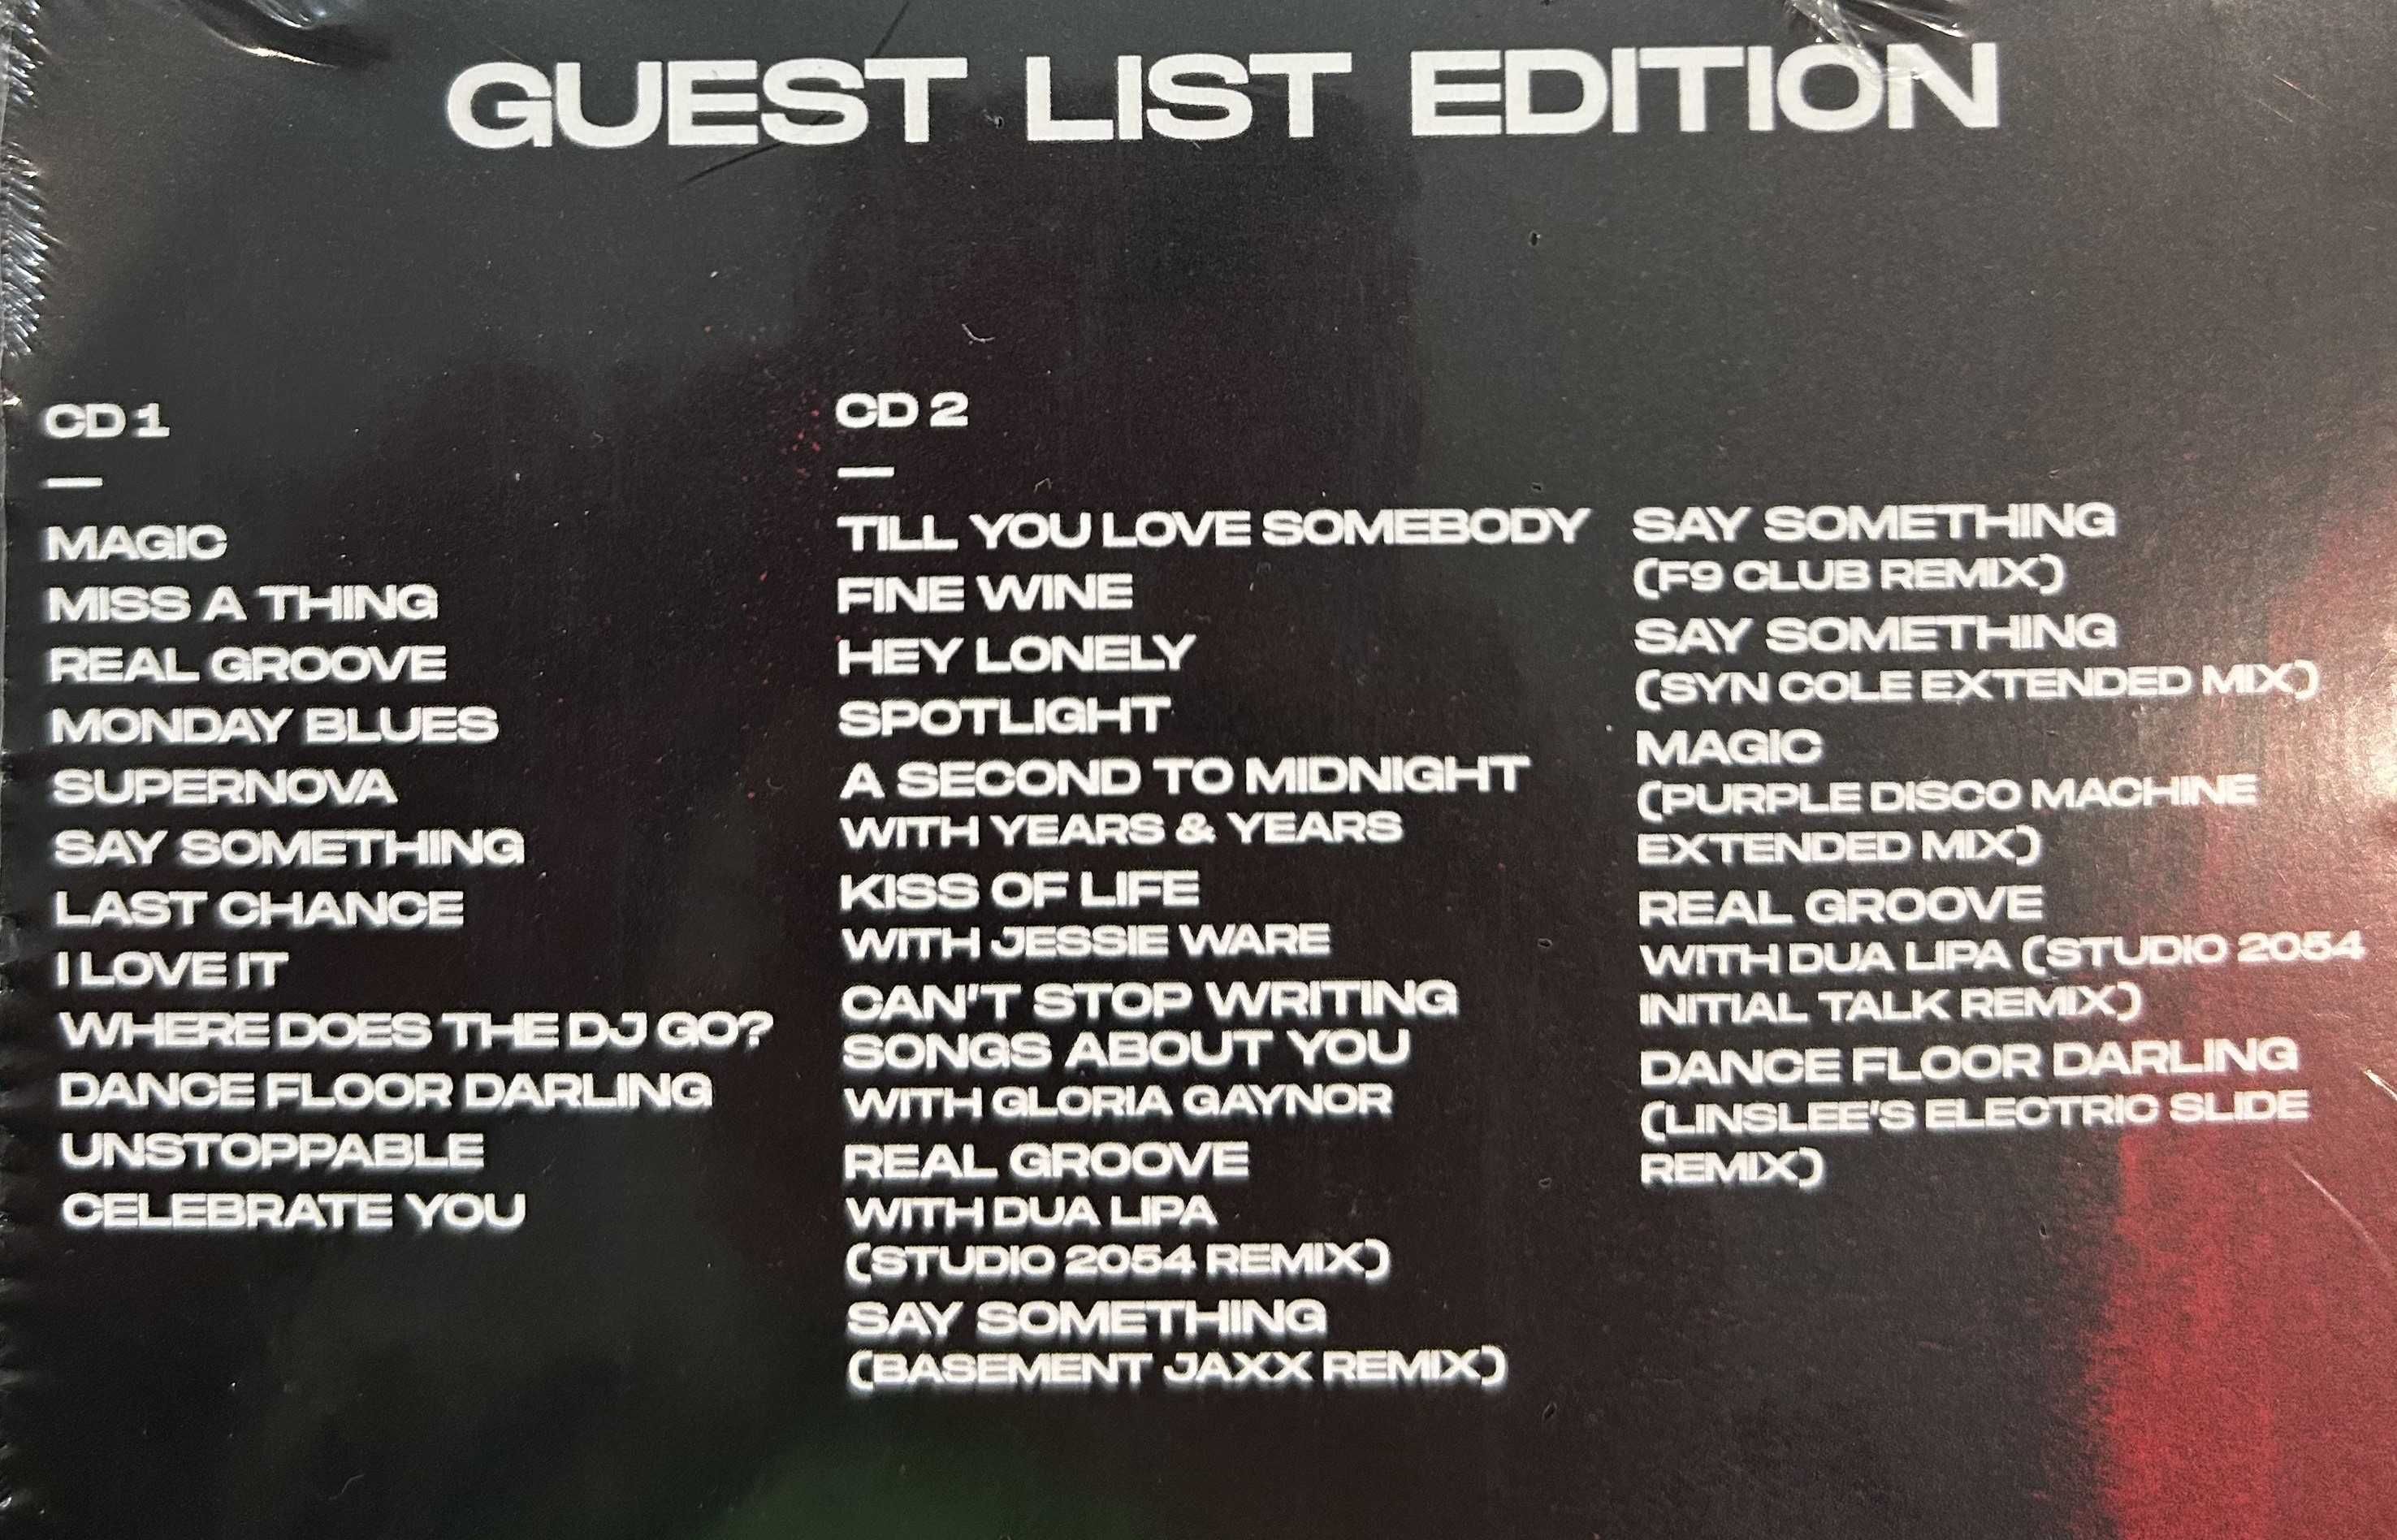 GUEST LIST EDITION
CD 1
—
MAGIC
MISS A THING
REAL GROOVE
MONDAY BLUES
SUPERNOVA
SAY SOMETHING
LAST CHANCE
I LOVE IT
WHERE DOES THE DJ GO?
DANCE FLOOR DARLING
UNSTOPPABLE
CELEBRATE YOU
CD 2
—
TILL YOU LOVE SOMEBODY
FINE WINE
HEY LONELY
SPOTLIGHT
A SECOND TO MIDNIGHT
WITH YEARS & YEARS
KISS OF LIFE
WITH JESSIE WARE
CAN'T STOP WRITING
SONGS ABOUT YOU
WITH GLORIA GAYNOR
REAL GROOVE
WITH DUA LIPA
(STUDIO 2054 REMIX)
SAY SOMETHING
(BASEMENT JAXX REMIX)
SAY SOMETHING
(F9 CLUB REMIX)
SAY SOMETHING
(SYN COLE EXTENDED MIX)
MAGIC
(PURPLE DISCO MACHINE
EXTENDED MIX)
REAL GROOVE
WITH DUA LIPA (STUDIO 2054
INITIAL TALK REMIX)
DANCE FLOOR DARLING
(LINSLEE'S ELECTRIC SLIDE
REMIX)